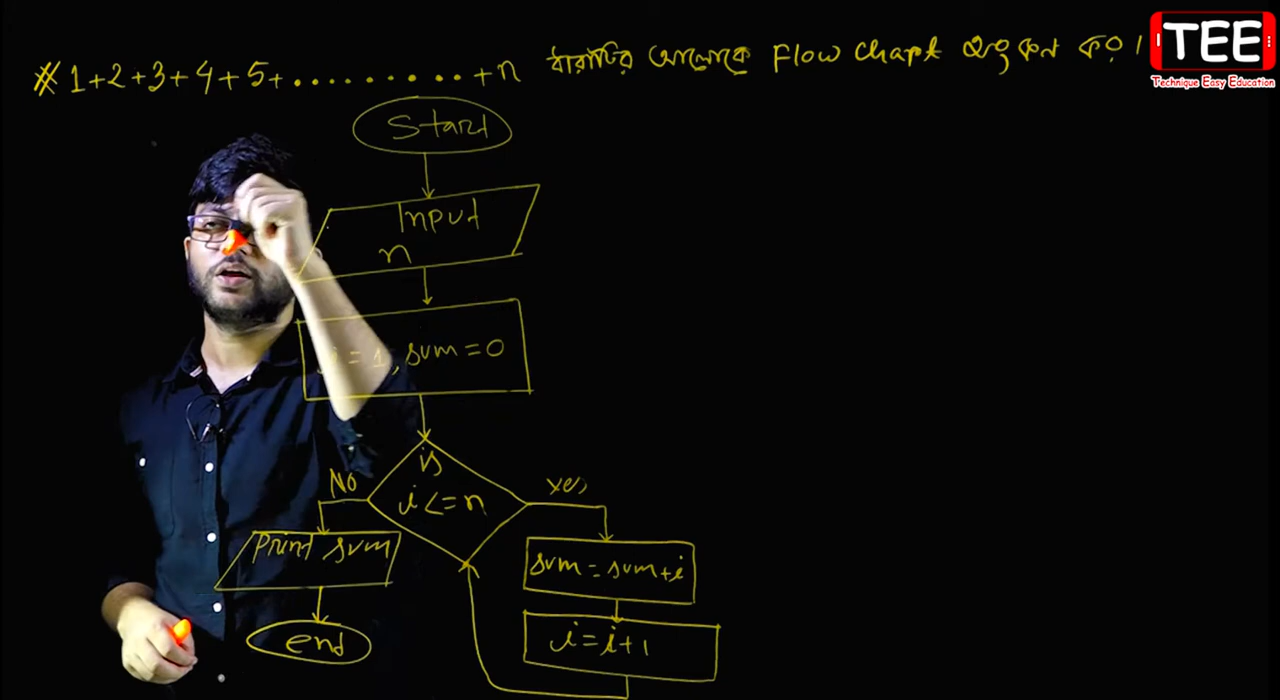 # 1+2+3+4+5+..........+n ধারাটির আলোকে Flow chart অংকন কর।
TEE
Technique Easy Education
Start
Input
n
i = 1, sum = 0
is
i <= n
No
Yes
Print sum
sum = sum + i
end
i = i + 1